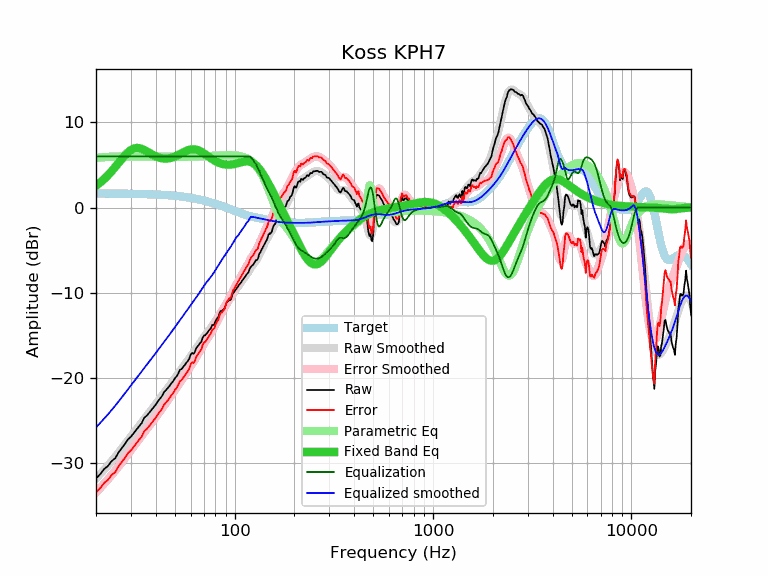 Koss KPH7
Amplitude (dBr)
10
0
−10
−20
−30
Target
Raw Smoothed
Error Smoothed
Raw
Error
Parametric Eq
Fixed Band Eq
Equalization
Equalized smoothed
100
1000
10000
Frequency (Hz)